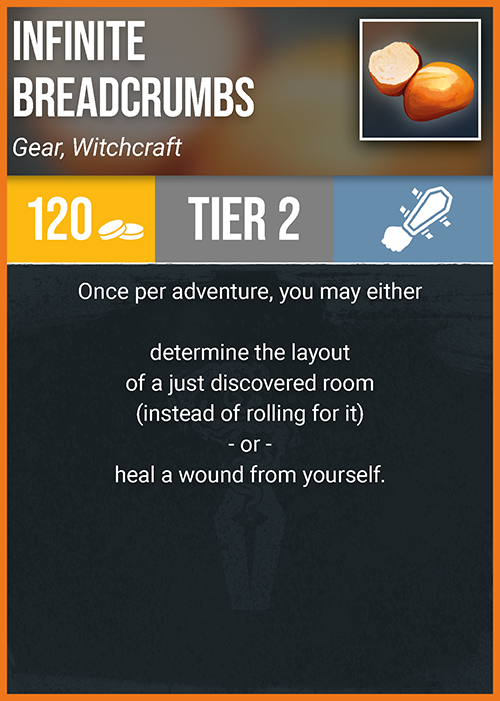 INFINITE
BREADCRUMBS
Gear, Witchcraft
120
TIER 2
Once per adventure, you may either
determine the layout
of a just discovered room
(instead of rolling for it)
- or -
heal a wound from yourself.